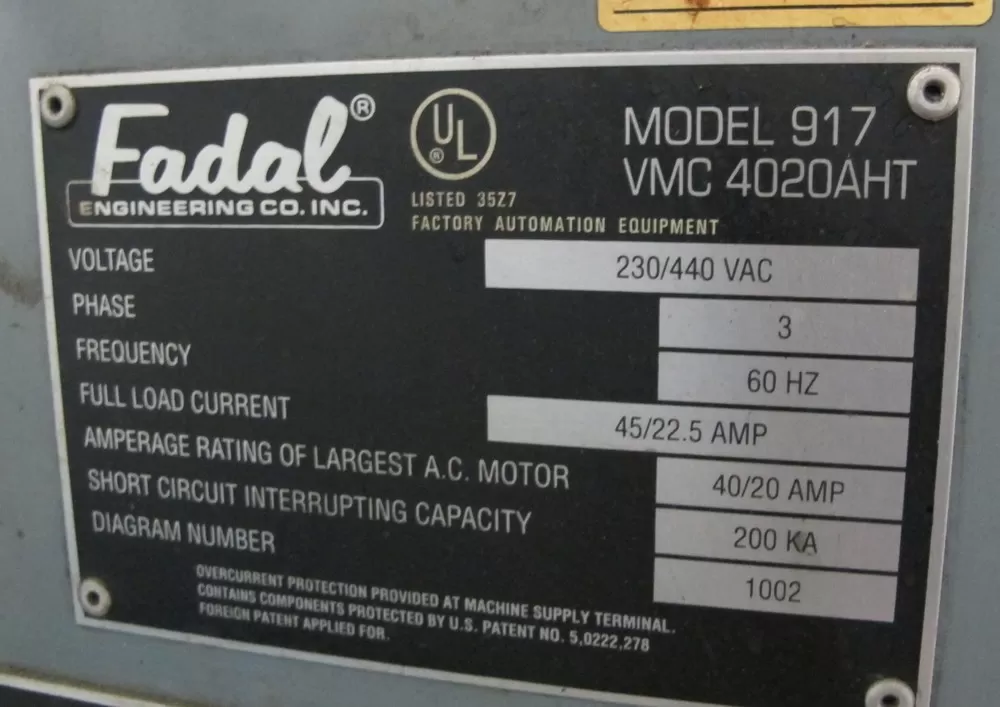 Fadal®
ENGINEERING CO. INC.
UL®
LISTED 35Z7
FACTORY AUTOMATION EQUIPMENT
MODEL 917
VMC 4020AHT
VOLTAGE 230/440 VAC
PHASE 3
FREQUENCY 60 HZ
FULL LOAD CURRENT 45/22.5 AMP
AMPERAGE RATING OF LARGEST A.C. MOTOR 40/20 AMP
SHORT CIRCUIT INTERRUPTING CAPACITY 200 KA
DIAGRAM NUMBER 1002
OVERCURRENT PROTECTION PROVIDED AT MACHINE SUPPLY TERMINAL.
CONTAINS COMPONENTS PROTECTED BY U.S. PATENT NO. 5,0222,278
FOREIGN PATENT APPLIED FOR.